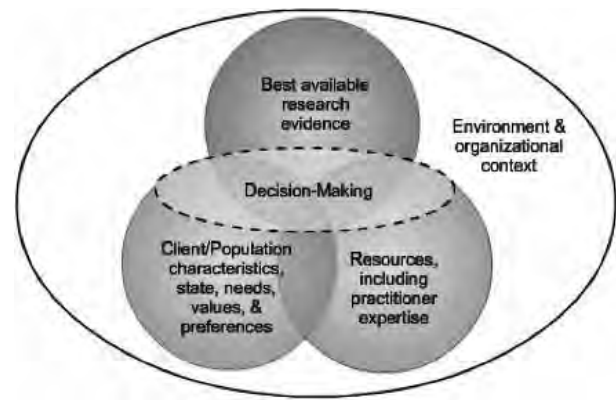 Best available
research
evidence
Environment &
organizational
context
Decision-Making
Client/Population
characteristics,
state, needs,
values, &
preferences
Resources,
including
practitioner
expertise